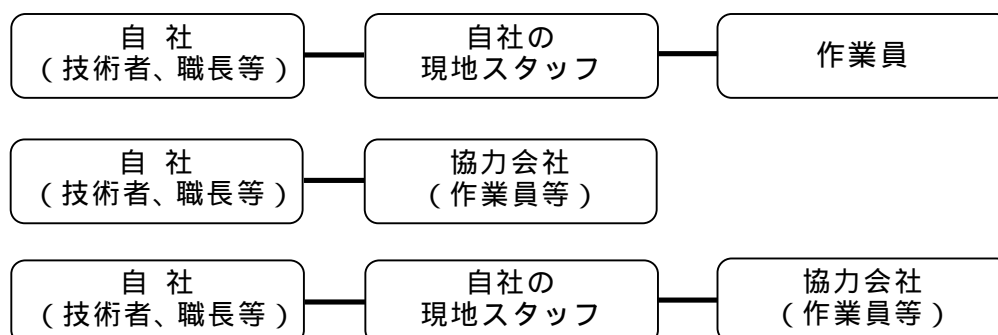 自 社
(技術者、職長等)
自社の
現地スタッフ
作業員
自 社
(技術者、職長等)
協力会社
(作業員等)
自 社
(技術者、職長等)
自社の
現地スタッフ
協力会社
(作業員等)